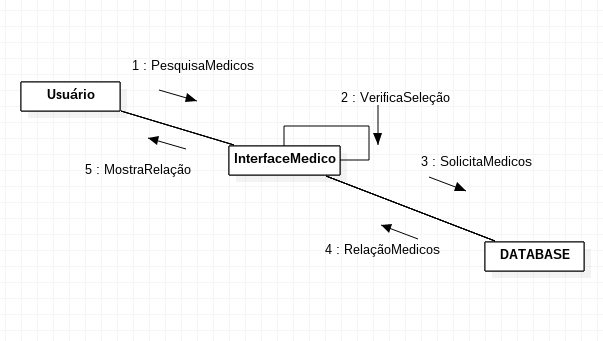 1 : PesquisaMedicos
Usuário
2 : VerificaSeleção
InterfaceMedico
5 : MostraRelação
3 : SolicitaMedicos
4 : RelaçãoMedicos
DATABASE